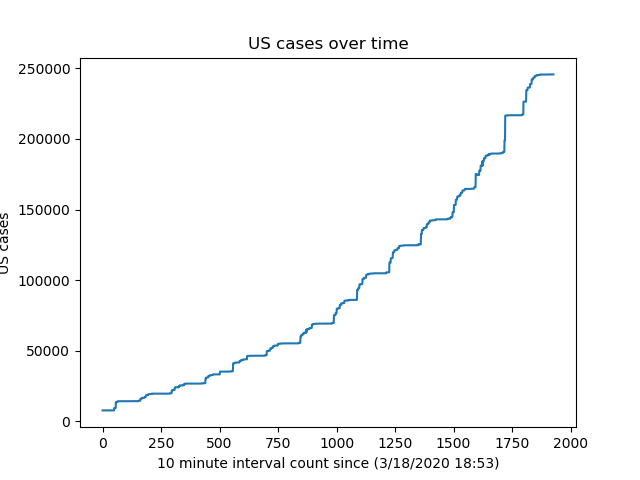 US cases over time
250000
200000
150000
100000
50000
0
US cases
0 250 500 750 1000 1250 1500 1750 2000
10 minute interval count since (3/18/2020 18:53)